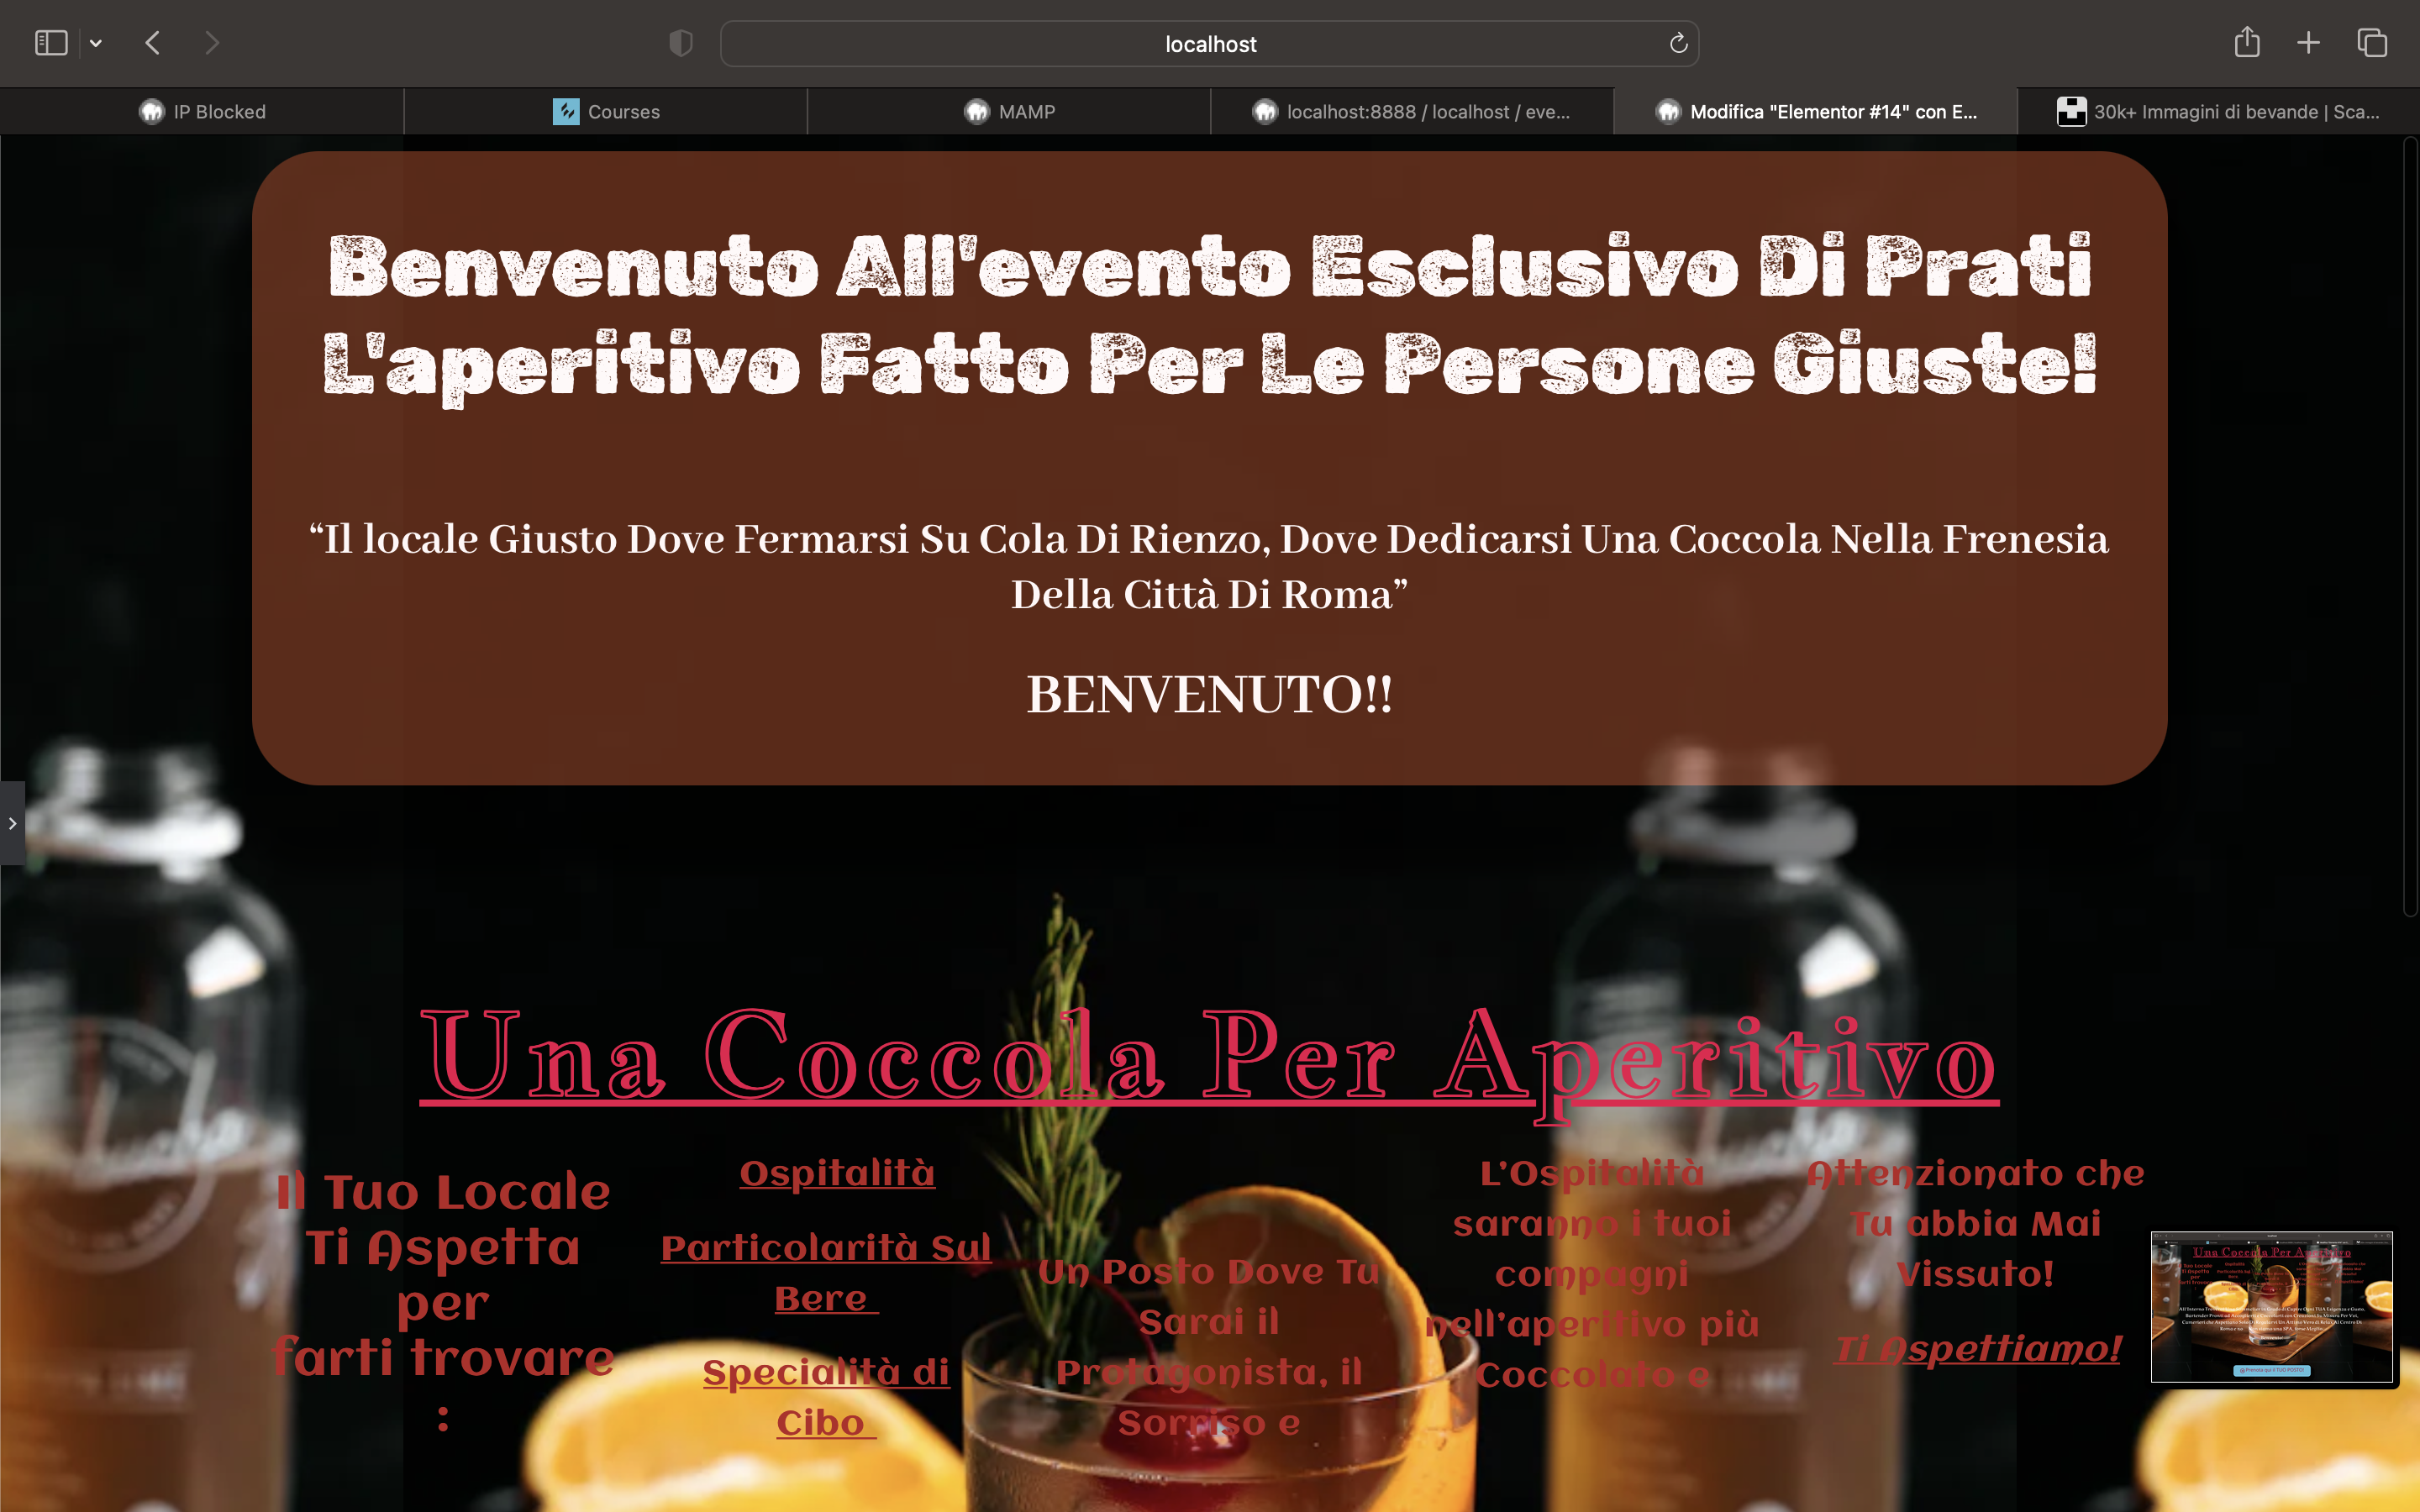 localhost
IP Blocked
Courses
MAMP
localhost:8888 / localhost / eve...
Modifica "Elementor #14" con E...
30k+ Immagini di bevande | Sca...
Benvenuto All'evento Esclusivo Di Prati
L'aperitivo Fatto Per Le Persone Giuste!
“Il locale Giusto Dove Fermarsi Su Cola Di Rienzo, Dove Dedicarsi Una Coccola Nella Frenesia
Della Città Di Roma”
BENVENUTO!!
Una Coccola Per Aperitivo
Il Tuo Locale
Ti Aspetta
per
farti trovare
:
Ospitalità
Particolarità Sul
Bere
Specialità di
Cibo
Un Posto Dove Tu
Sarai il
Protagonista, il
Sorriso e
L’Ospitalità
saranno i tuoi
compagni
nell’aperitivo più
Coccolato e
Attenzionato che
Tu abbia Mai
Vissuto!
Ti Aspettiamo!
Una Coccola Per Aperitivo